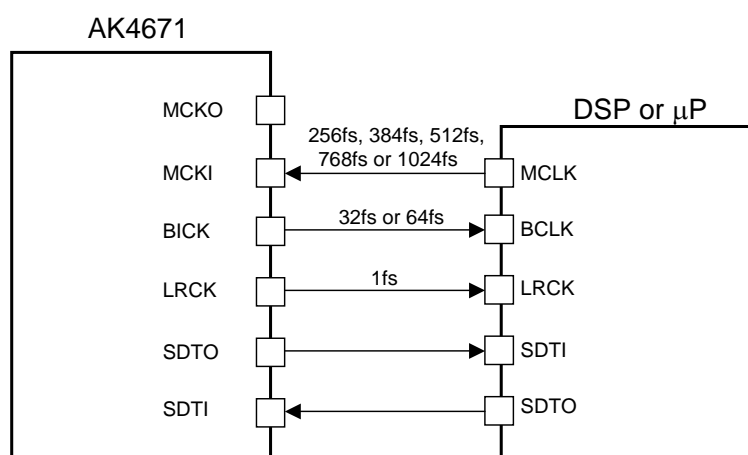 AK4671
DSP or μP
MCKO
256fs, 384fs, 512fs,
768fs or 1024fs
MCKI
MCLK
BICK
32fs or 64fs
BCLK
LRCK
1fs
LRCK
SDTO
SDTI
SDTI
SDTO